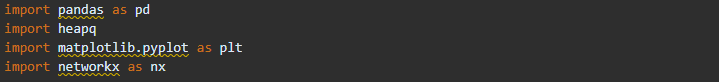 import pandas as pd
import heapq
import matplotlib.pyplot as plt
import networkx as nx